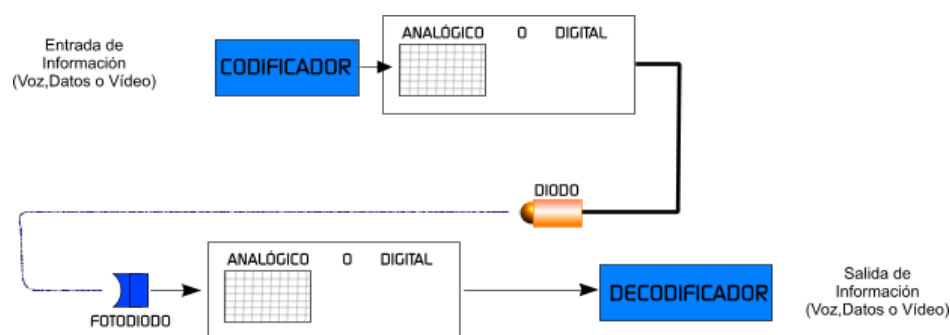 Entrada de
Información
(Voz,Datos o Vídeo)
CODIFICADOR
ANALÓGICO O DIGITAL
DIODO
ANALÓGICO O DIGITAL
FOTODIODO
DECODIFICADOR
Salida de
Información
(Voz,Datos o Vídeo)